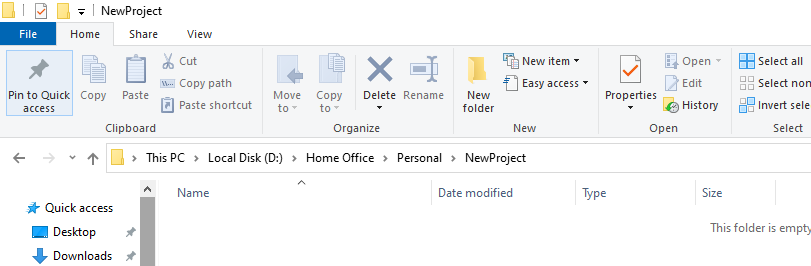 NewProject
File Home Share View
Pin to Quick access
Copy
Paste
Cut
Copy path
Paste shortcut
Clipboard
Move to
Copy to
Delete
Rename
Organize
New folder
New item
Easy access
New
Properties
Open
Edit
History
Open
Select all
Select non
Invert sele
Select
This PC > Local Disk (D:) > Home Office > Personal > NewProject
Name Date modified Type Size
Quick access
Desktop
Downloads
This folder is empty